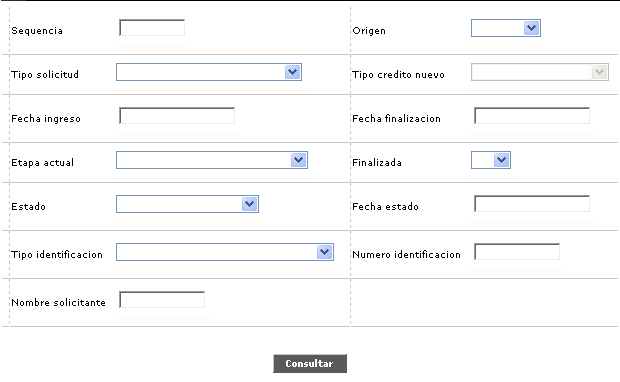 Sequencia Origen
Tipo solicitud Tipo credito nuevo
Fecha ingreso Fecha finalizacion
Etapa actual Finalizada
Estado Fecha estado
Tipo identificacion Numero identificacion
Nombre solicitante
Consultar